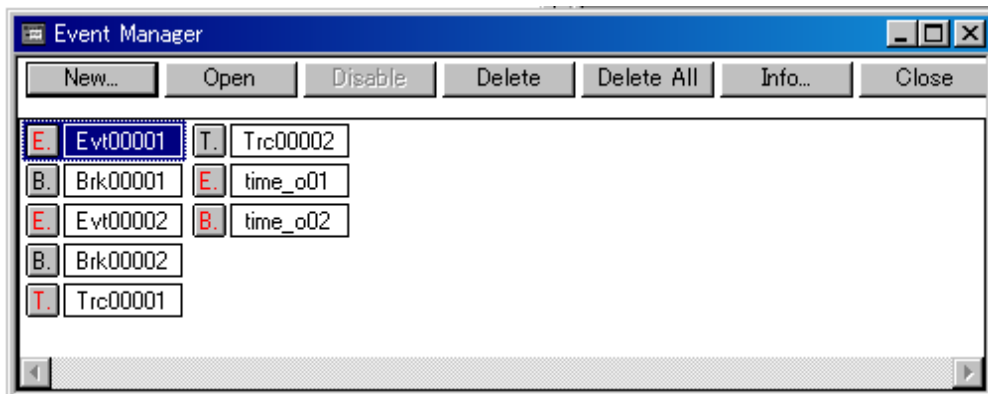 Event Manager
New... Open Disable Delete Delete All Info... Close
E. Evt00001 T. Trc00002
B. Brk00001 E. time_o01
E. Evt00002 B. time_o02
B. Brk00002
T. Trc00001